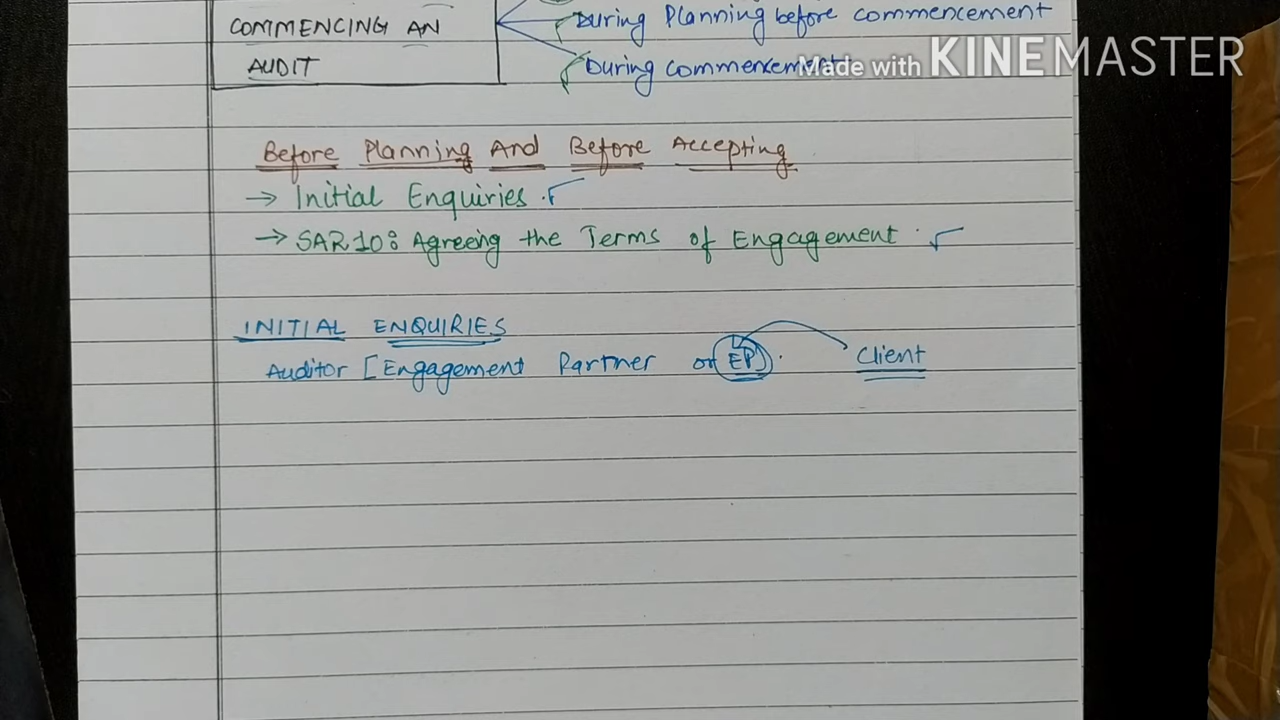 During Planning before commencement
COMMENCING AN
AUDIT
During commencement
Made with KINEMASTER
Before Planning And Before Accepting
→ Initial Enquiries.
→ SAR 10: Agreeing the Terms of Engagement.
INITIAL ENQUIRIES
Auditor [Engagement Partner or EP]. Client